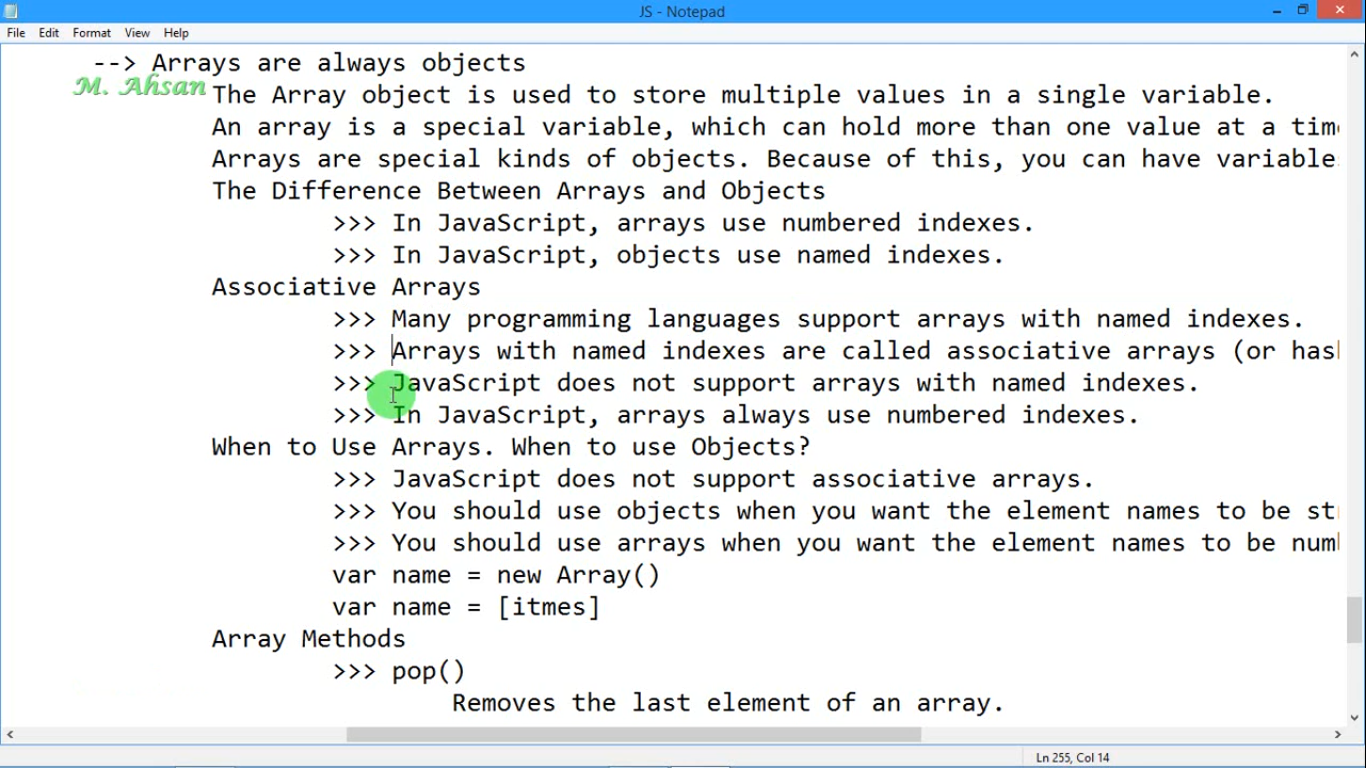 JS - Notepad
File Edit Format View Help
--> Arrays are always objects
M. Ahsan
The Array object is used to store multiple values in a single variable.
An array is a special variable, which can hold more than one value at a
Arrays are special kinds of objects. Because of this, you can have
The Difference Between Arrays and Objects
>>> In JavaScript, arrays use numbered indexes.
>>> In JavaScript, objects use named indexes.
Associative Arrays
>>> Many programming languages support arrays with named indexes.
>>> Arrays with named indexes are called associative arrays (or
>>> JavaScript does not support arrays with named indexes.
>>> In JavaScript, arrays always use numbered indexes.
When to Use Arrays. When to use Objects?
>>> JavaScript does not support associative arrays.
>>> You should use objects when you want the element names to be
>>> You should use arrays when you want the element names to be
var name = new Array()
var name = [itmes]
Array Methods
>>> pop()
Removes the last element of an array.
Ln 255, Col 14